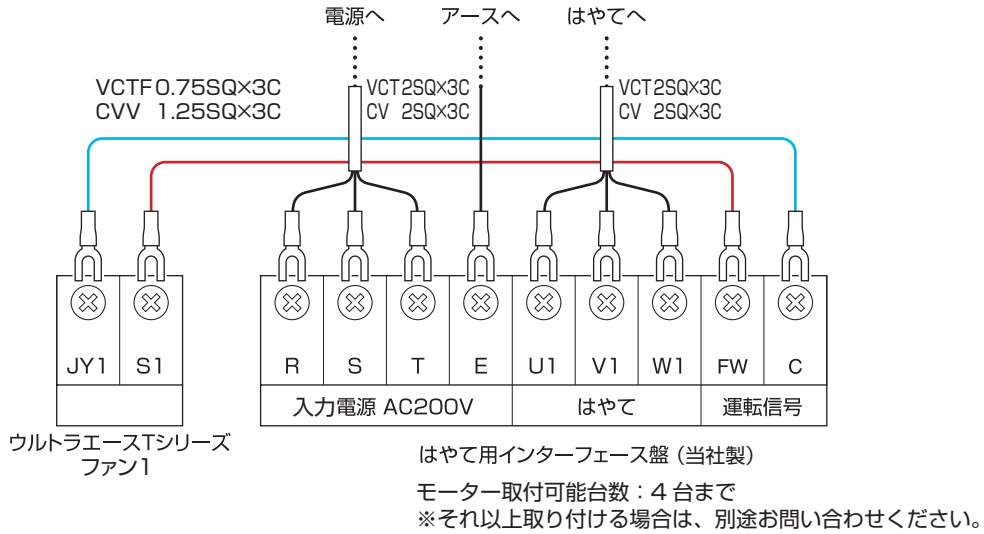 電源へ アースへ はやてへ
VCTF0.75SQ×3C VCT2SQ×3C VCT2SQ×3C
CVV 1.25SQ×3C CV 2SQ×3C CV 2SQ×3C
JY1 S1 R S T E U1 V1 W1 FW C
入力電源 AC200V はやて 運転信号
ウルトラエースTシリーズ
ファン1
はやて用インターフェース盤 (当社製)
モーター取付可能台数：4台まで
※それ以上取り付ける場合は、別途お問い合わせください。